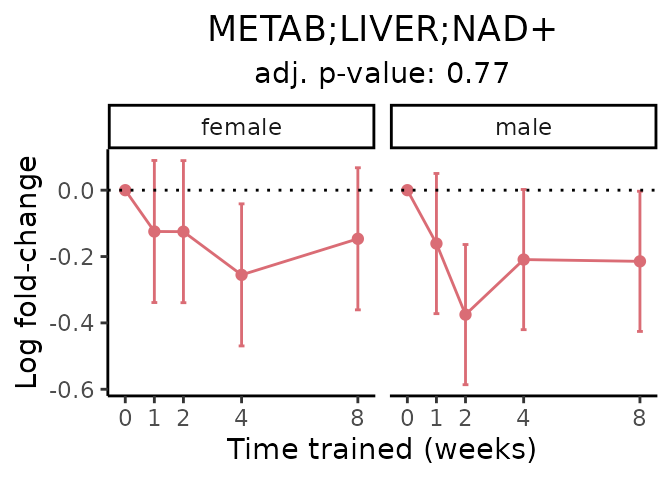 METAB;LIVER;NAD+
adj. p-value: 0.77
female
male
Log fold-change
0.0
-0.2
-0.4
-0.6
0 1 2 4 8
0 1 2 4 8
Time trained (weeks)